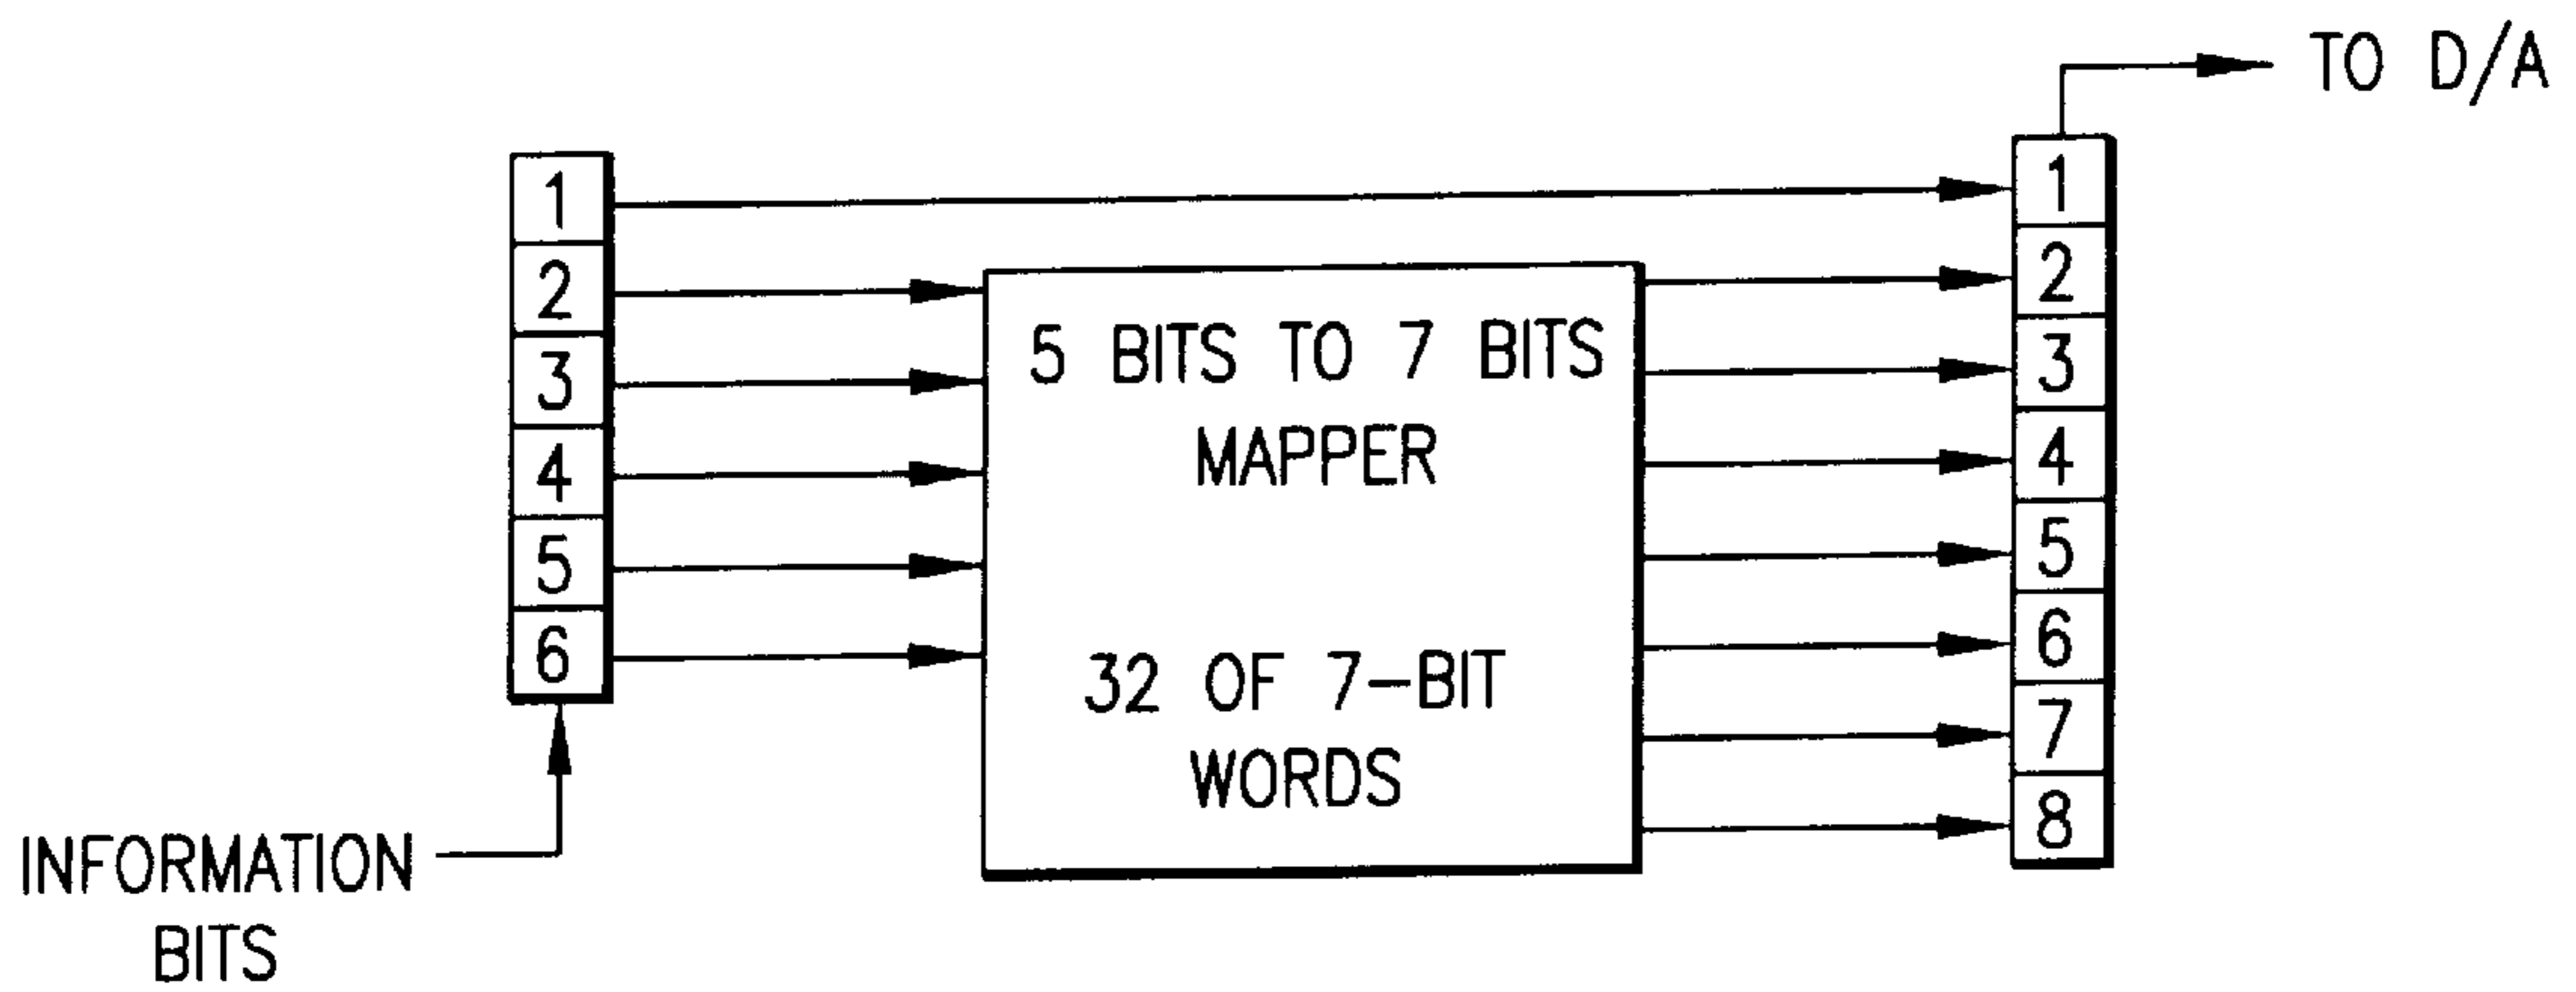 TO D/A
1
2
3
4
5
6
5 BITS TO 7 BITS
MAPPER
32 OF 7-BIT
WORDS
1
2
3
4
5
6
7
8
INFORMATION
BITS